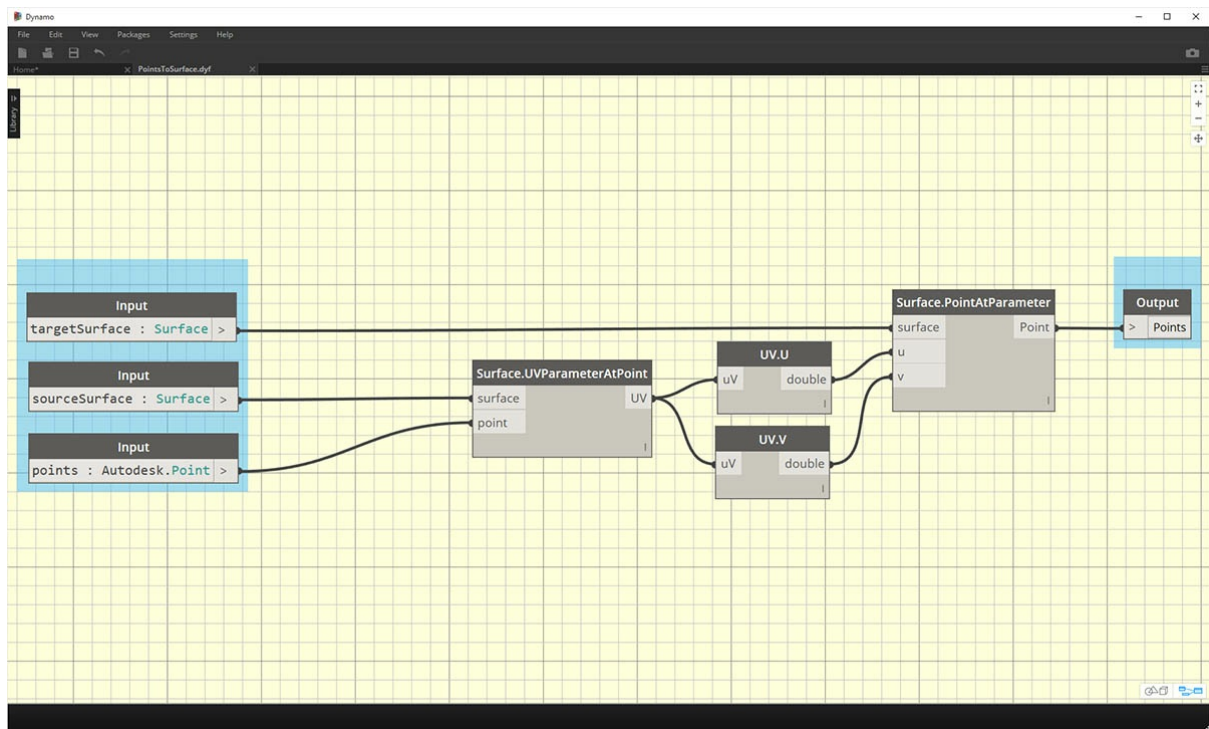 Dynamo
File Edit View Packages Settings Help
Home* PointsToSurface.dyf
Library
Input
targetSurface : Surface >
Input
sourceSurface : Surface >
Input
points : Autodesk.Point >
Surface.UVParameterAtPoint
surface UV
point
UV.U
uV double
UV.V
uV double
Surface.PointAtParameter
surface Point
u
v
Output
> Points